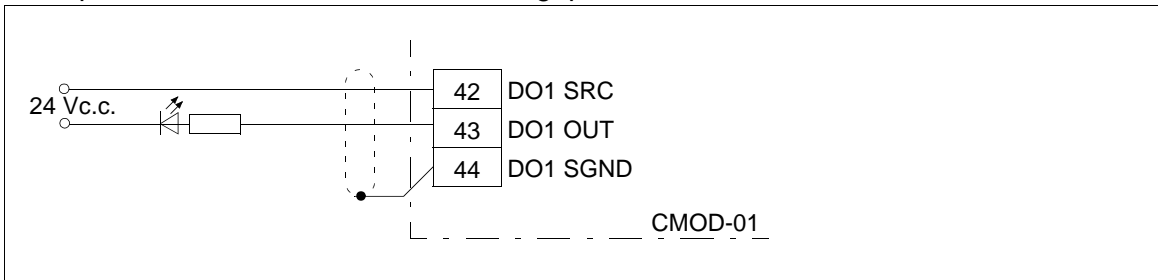 24 Vc.c.
42 DO1 SRC
43 DO1 OUT
44 DO1 SGND
CMOD-01